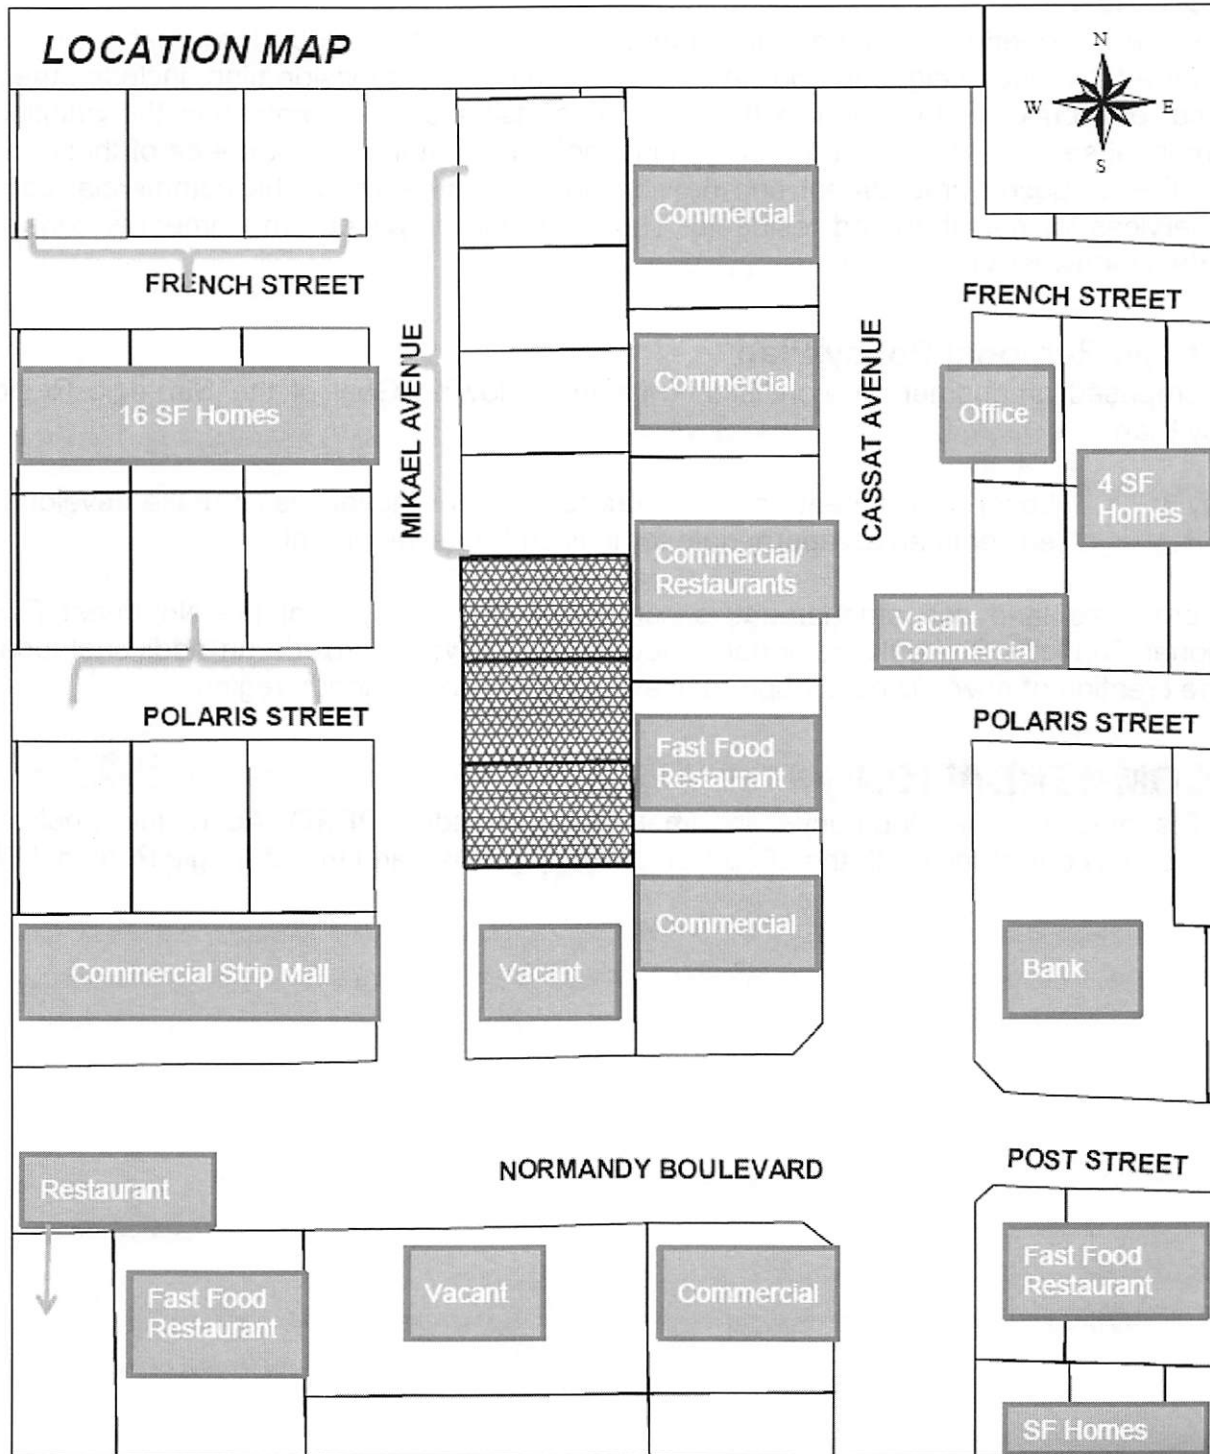 LOCATION MAP
N
W E
S
Commercial
FRENCH STREET
FRENCH STREET
MIKAEL AVENUE
CASSAT AVENUE
Commercial
16 SF Homes
Office
4 SF
Homes
Commercial/
Restaurants
Vacant
Commercial
POLARIS STREET
POLARIS STREET
Fast Food
Restaurant
Commercial
Commercial Strip Mall
Vacant
Bank
NORMANDY BOULEVARD
POST STREET
Restaurant
Fast Food
Restaurant
Vacant
Commercial
Fast Food
Restaurant
SF Homes